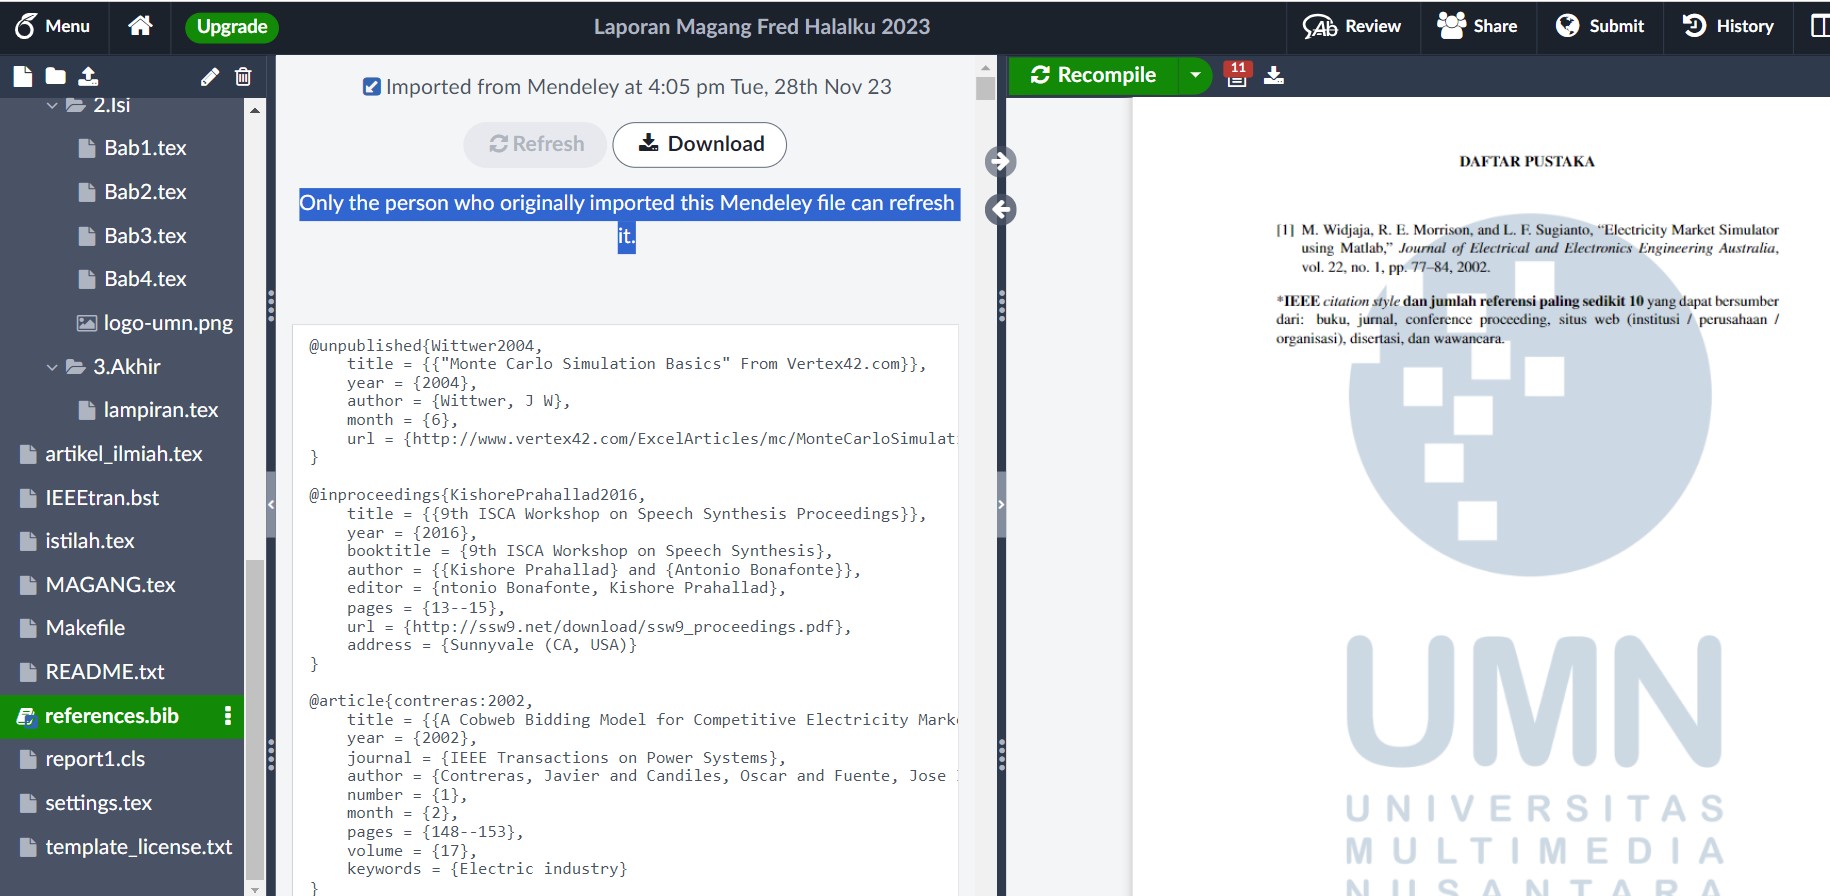 Menu
Upgrade
Laporan Magang Fred Halalku 2023
Review
Share
Submit
History
2.Isi
Bab1.tex
Bab2.tex
Bab3.tex
Bab4.tex
logo-umn.png
3.Akhir
lampiran.tex
artikel_ilmiah.tex
IEEEtran.bst
istilah.tex
MAGANG.tex
Makefile
README.txt
references.bib
report1.cls
settings.tex
template_license.txt
Imported from Mendeley at 4:05 pm Tue, 28th Nov 23
Refresh
Download
Only the person who originally imported this Mendeley file can refresh
it.
@unpublished{Wittwer2004,
title = {{"Monte Carlo Simulation Basics" From Vertex42.com}},
year = {2004},
author = {Wittwer, J W},
month = {6},
url = {http://www.vertex42.com/ExcelArticles/mc/MonteCarloSimulat
}
@inproceedings{KishorePrahallad2016,
title = {{9th ISCA Workshop on Speech Synthesis Proceedings}},
year = {2016},
booktitle = {9th ISCA Workshop on Speech Synthesis},
author = {{Kishore Prahallad} and {Antonio Bonafonte}},
editor = {ntonio Bonafonte, Kishore Prahallad},
pages = {13--15},
url = {http://ssw9.net/download/ssw9_proceedings.pdf},
address = {Sunnyvale (CA, USA)}
}
@article{contreras:2002,
title = {{A Cobweb Bidding Model for Competitive Electricity Mark
year = {2002},
journal = {IEEE Transactions on Power Systems},
author = {Contreras, Javier and Candiles, Oscar and Fuente, Jose
number = {1},
month = {2},
pages = {148--153},
volume = {17},
keywords = {Electric industry}
}
Recompile
11
DAFTAR PUSTAKA
[1] M. Widjaja, R. E. Morrison, and L. F. Sugianto, “Electricity Market Simulator
using Matlab,” Journal of Electrical and Electronics Engineering Australia,
vol. 22, no. 1, pp. 77–84, 2002.
*IEEE citation style dan jumlah referensi paling sedikit 10 yang dapat bersumber
dari: buku, jurnal, conference proceeding, situs web (institusi / perusahaan /
organisasi), disertasi, dan wawancara.
UMN
UNIVERSITAS
MULTIMEDIA
NUSANTARA